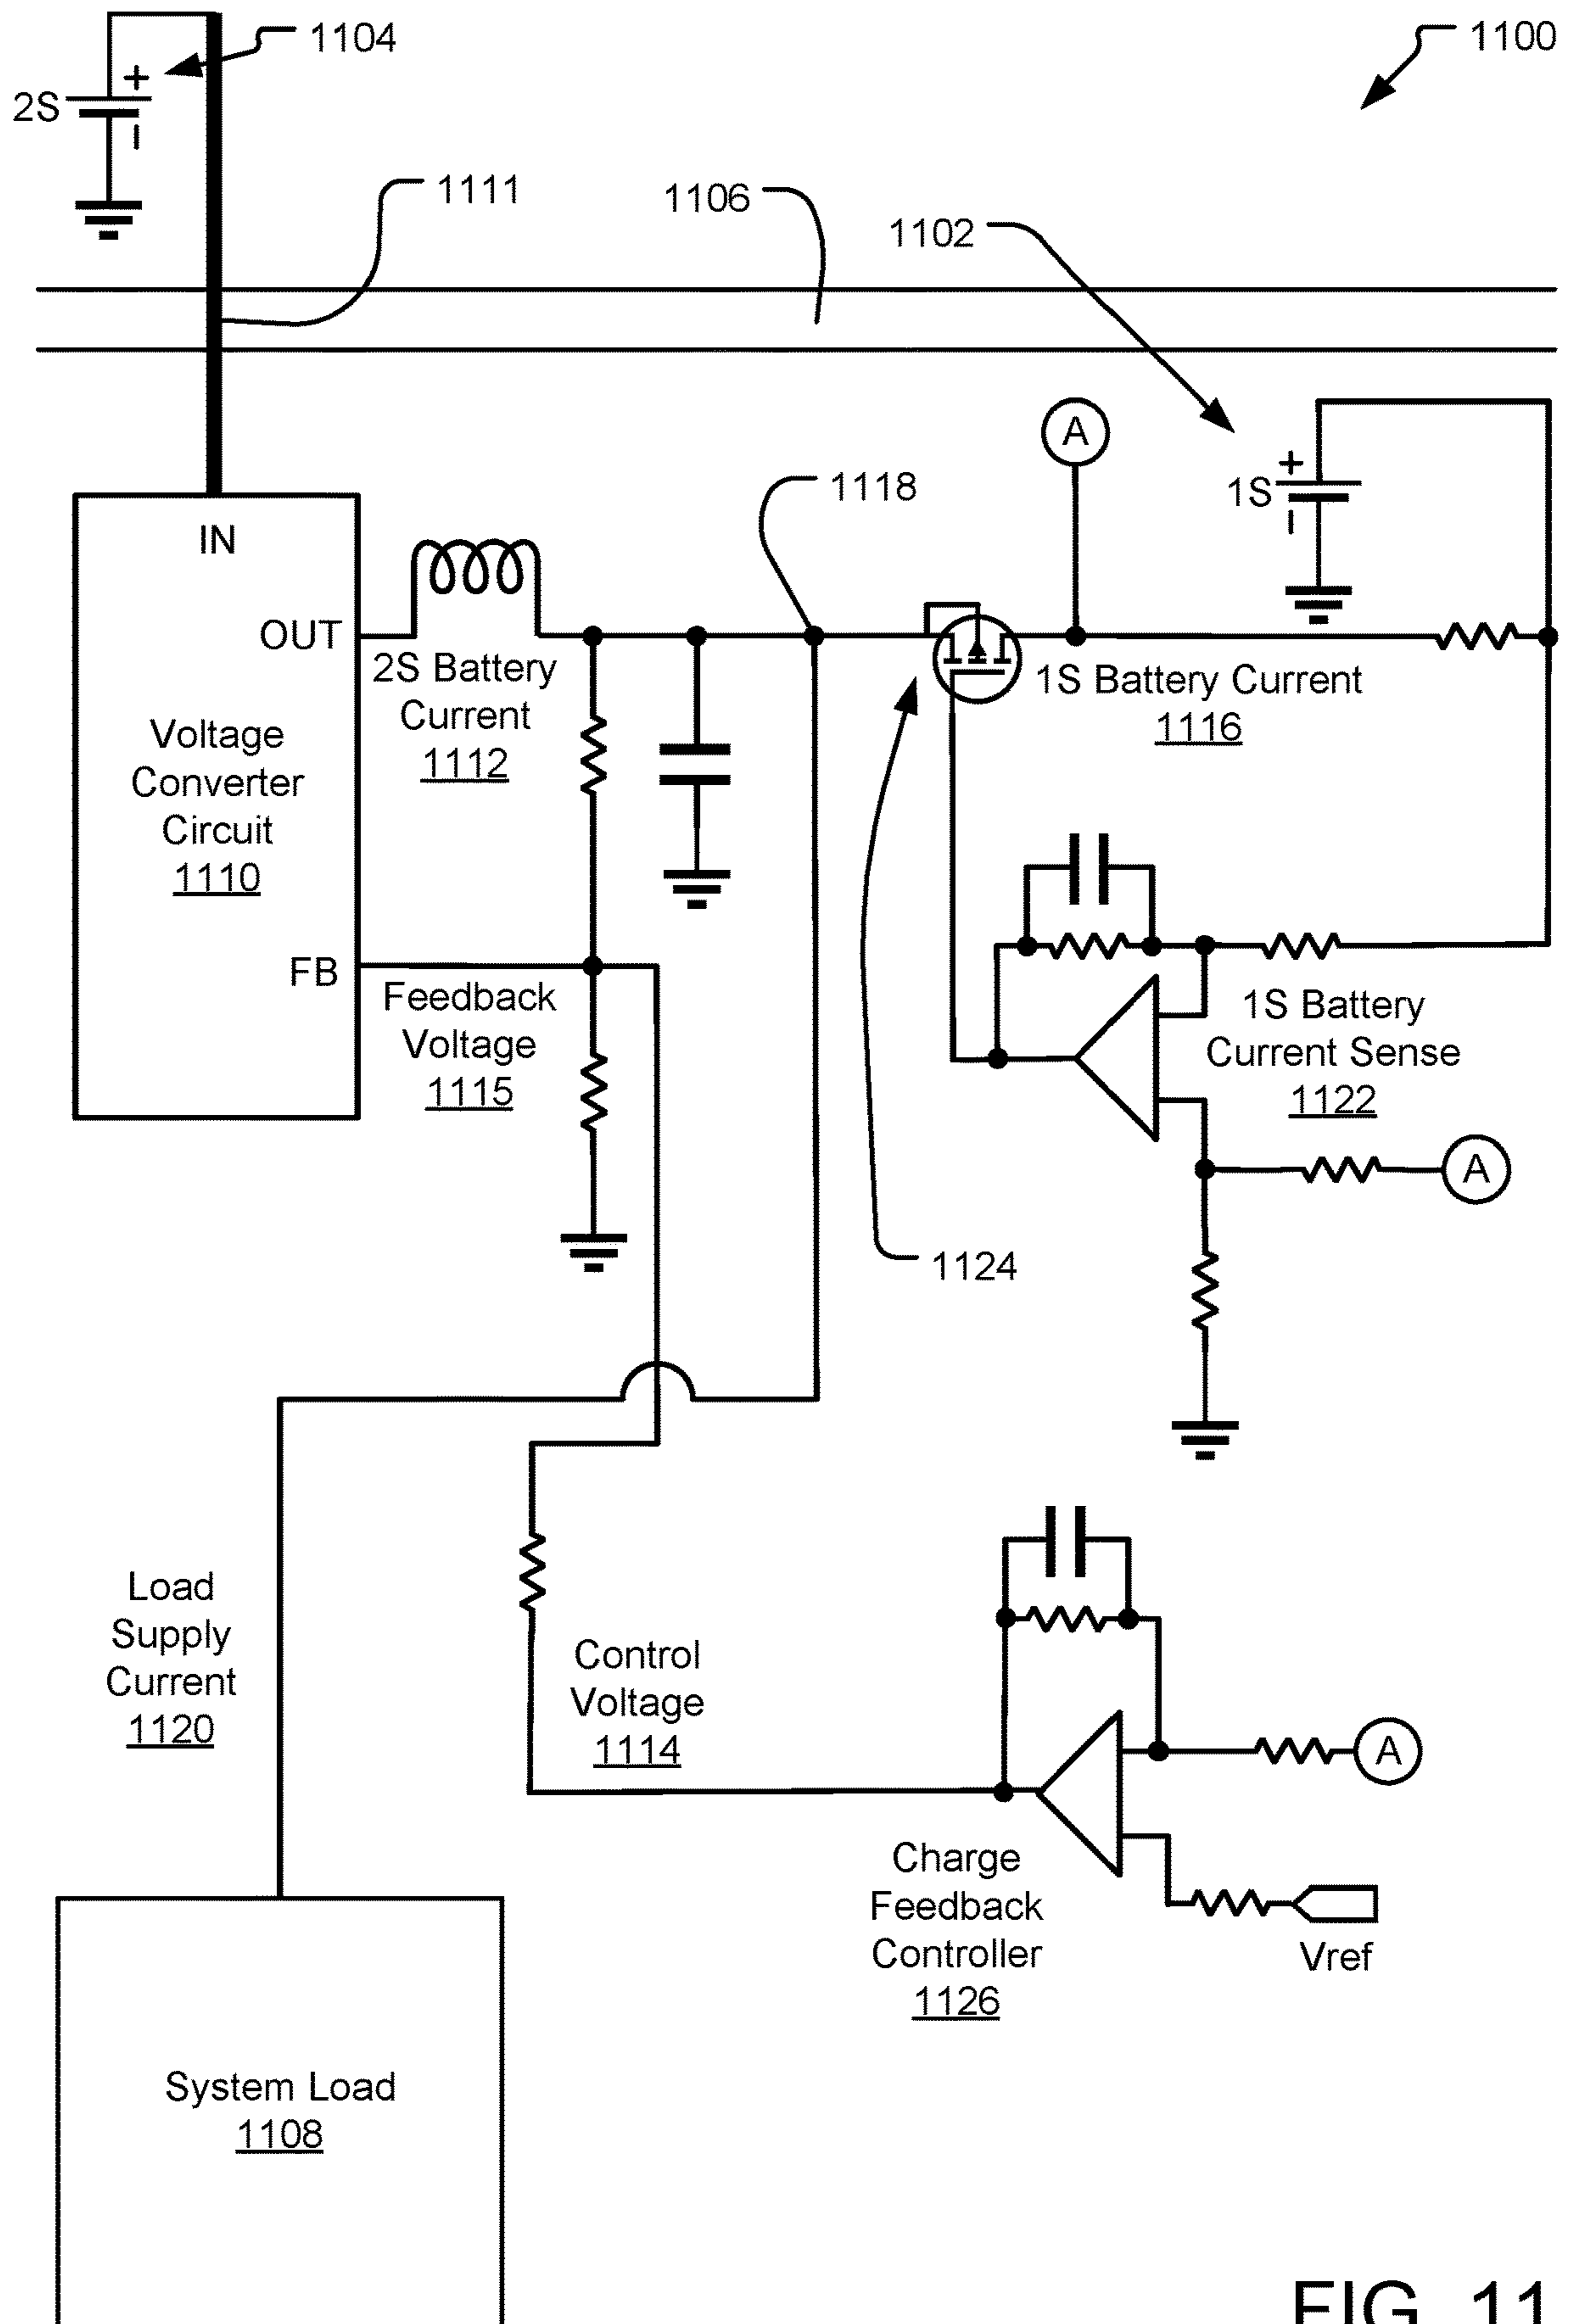 1104
1100
+
2S
–
1111
1106
1102
A
1118
+
1S
–
IN
OUT
2S Battery
Current
1112
1S Battery Current
1116
Voltage
Converter
Circuit
1110
FB
Feedback
Voltage
1115
1S Battery
Current Sense
1122
A
1124
Load
Supply
Current
1120
Control
Voltage
1114
A
Charge
Feedback
Controller
1126
Vref
System Load
1108
FIG. 11